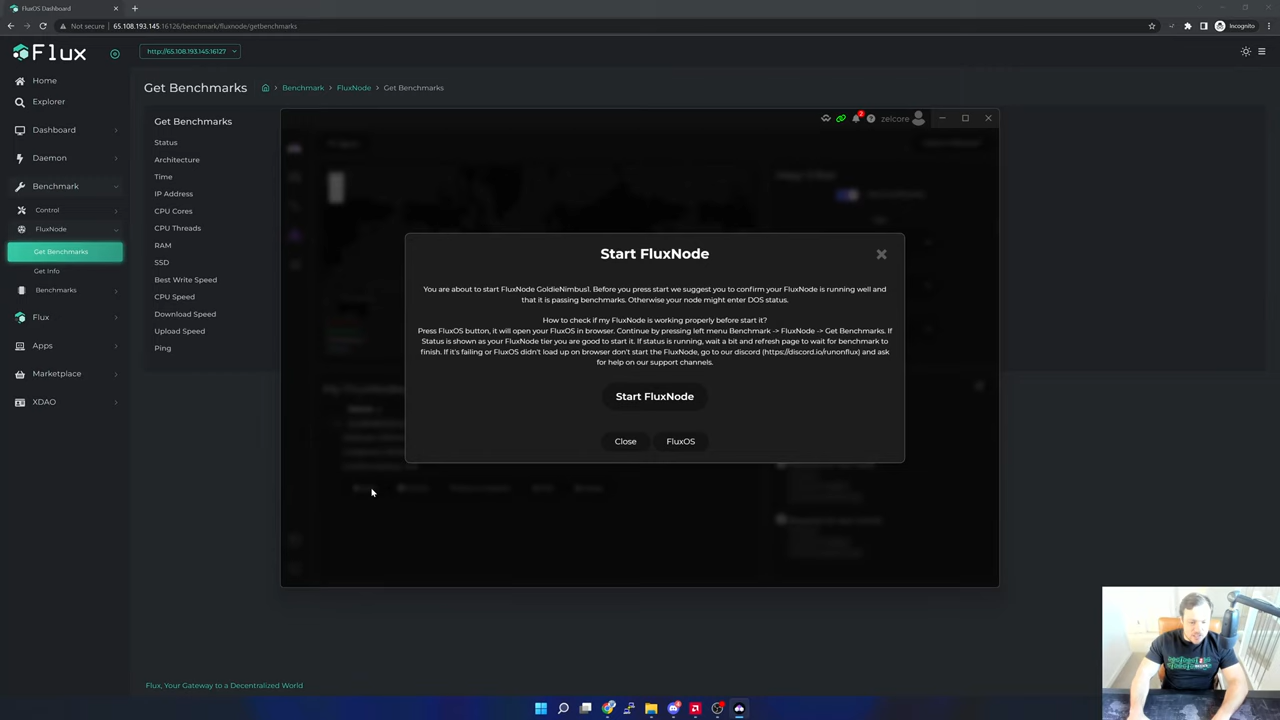 FluxOS Dashboard
Not secure
65.108.193.145:16126/benchmark/fluxnode/getbenchmarks
Incognito
Flux
http://65.108.193.145:16127
Home
Explorer
Dashboard
Daemon
Benchmark
Control
FluxNode
Get Benchmarks
Get Info
Benchmarks
Flux
Apps
Marketplace
XDAO
Get Benchmarks
Benchmark
FluxNode
Get Benchmarks
Get Benchmarks
Status
Architecture
Time
IP Address
CPU Cores
CPU Threads
RAM
SSD
Best Write Speed
CPU Speed
Download Speed
Upload Speed
Ping
2
zelcore
Start FluxNode
You are about to start FluxNode GoldieNimbus1. Before you press start we suggest you to confirm your FluxNode is running well and
that it is passing benchmarks. Otherwise your node might enter DOS status.
How to check if my FluxNode is working properly before start it?
Press FluxOS button, it will open your FluxOS in browser. Continue by pressing left menu Benchmark -> FluxNode -> Get Benchmarks. If
Status is shown as your FluxNode tier you are good to start it. If status is running, wait a bit and refresh page to wait for benchmark to
finish. If it's failing or FluxOS didn't load up on browser don't start the FluxNode, go to our discord (https://discord.io/runonflux) and ask
for help on our support channels.
Start FluxNode
Close
FluxOS
Flux, Your Gateway to a Decentralized World